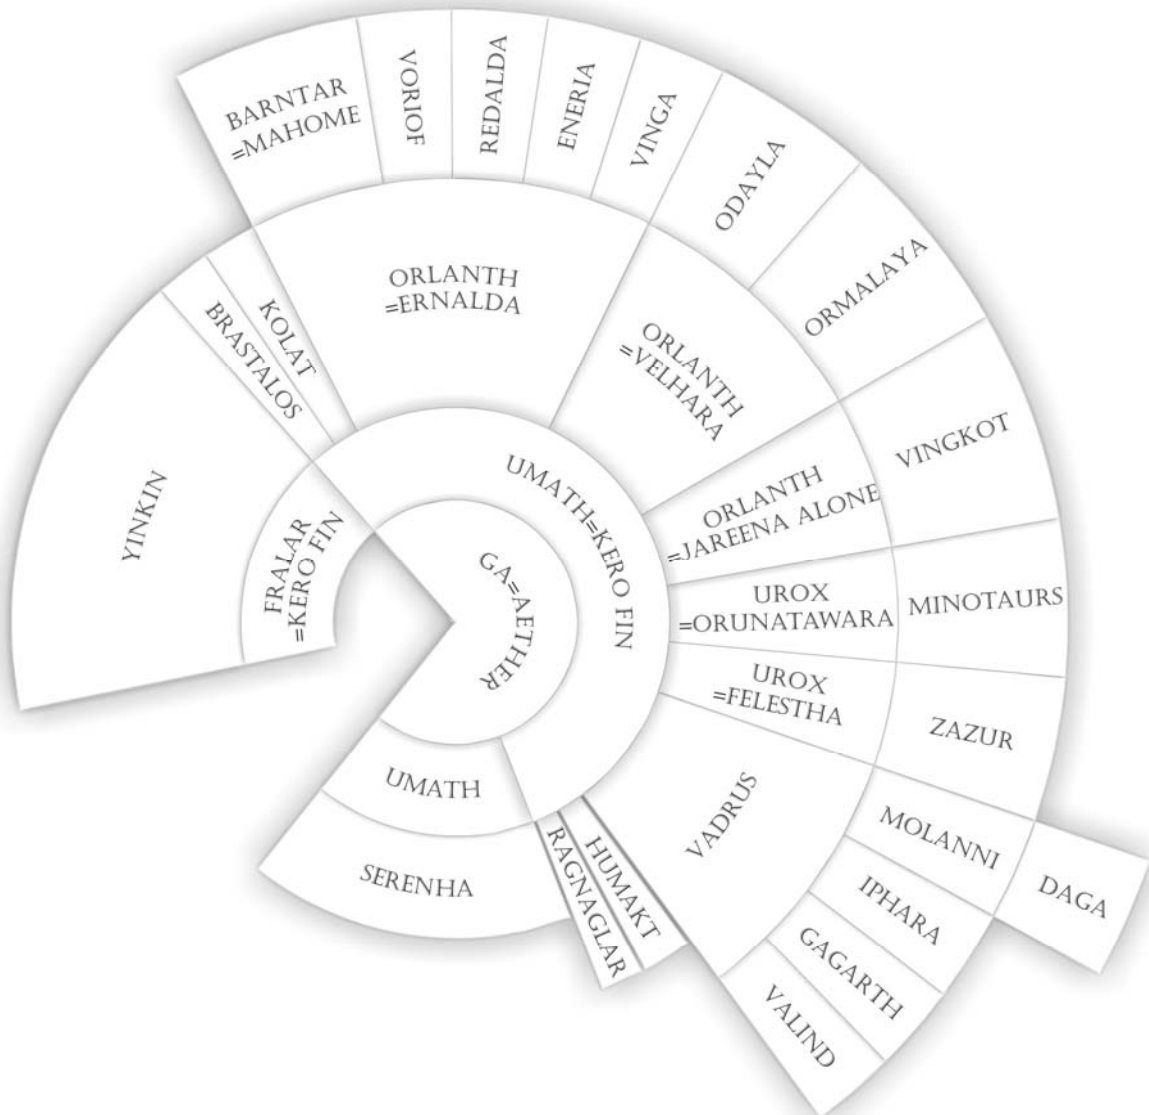 BARNTAR
=MAHOME
VORIOF
REDALDA
ENERIA
VINGA
ODAYLA
ORMALAYA
VINGKOT
MINOTAURS
ZAZUR
MOLANNI
DAGA
IPHARA
GAGARTH
VALIND
YINKIN
BRASTALOS
KOLAT
ORLANTH
=ERNALDA
ORLANTH
=VELHARA
ORLANTH
=JAREENA ALONE
UROX
=ORUNATAWARA
UROX
=FELESTHA
VADRUS
HUMAKT
RAGNAGLAR
FRALAR
=KERO FIN
UMATH=KERO FIN
GA=AETHER
UMATH
SERENHA